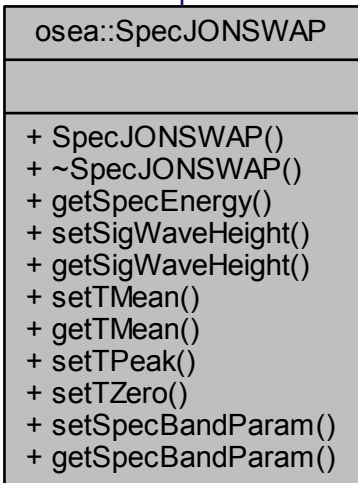 osea::SpecJONSWAP
+ SpecJONSWAP()
+ ~SpecJONSWAP()
+ getSpecEnergy()
+ setSigWaveHeight()
+ getSigWaveHeight()
+ setTMean()
+ getTMean()
+ setTPeak()
+ setTZero()
+ setSpecBandParam()
+ getSpecBandParam()